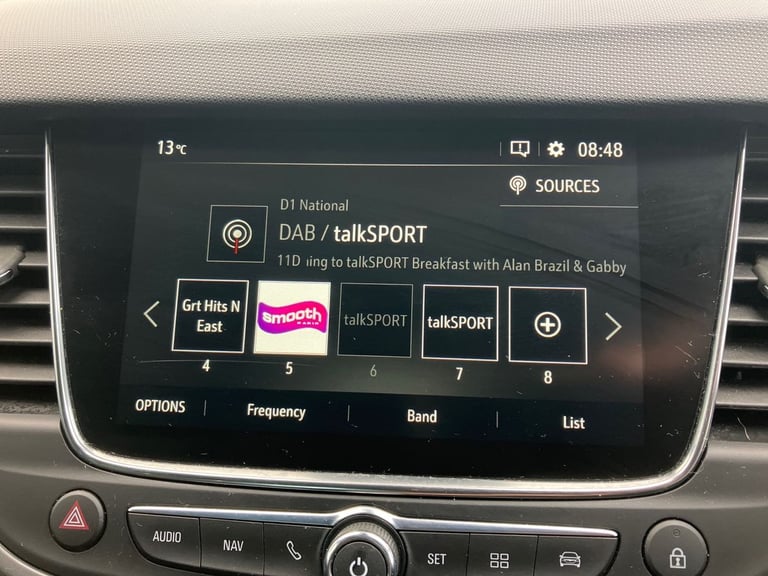 13°C 08:48
SOURCES
D1 National
DAB / talkSPORT
11D ing to talkSPORT Breakfast with Alan Brazil & Gabby
Grt Hits N
East
smooth
RADIO
talkSPORT
talkSPORT
4 5 6 7 8
OPTIONS Frequency Band List
AUDIO NAV SET